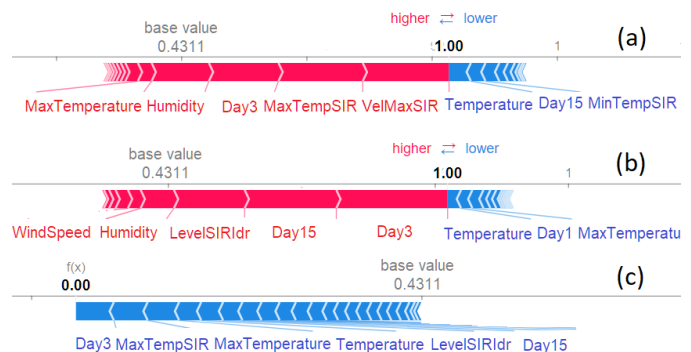 higher ⇄ lower (a)
base value
0.4311 1.00 1
MaxTemperature Humidity Day3 MaxTempSIR VelMaxSIR Temperature Day15 MinTempSIR
higher ⇄ lower (b)
base value
0.4311 1.00 1
WindSpeed Humidity LevelSIRIdr Day15 Day3 Temperature Day1 MaxTemperatu
f(x) base value (c)
0.00 0.4311
Day3 MaxTempSIR MaxTemperature Temperature LevelSIRIdr Day15